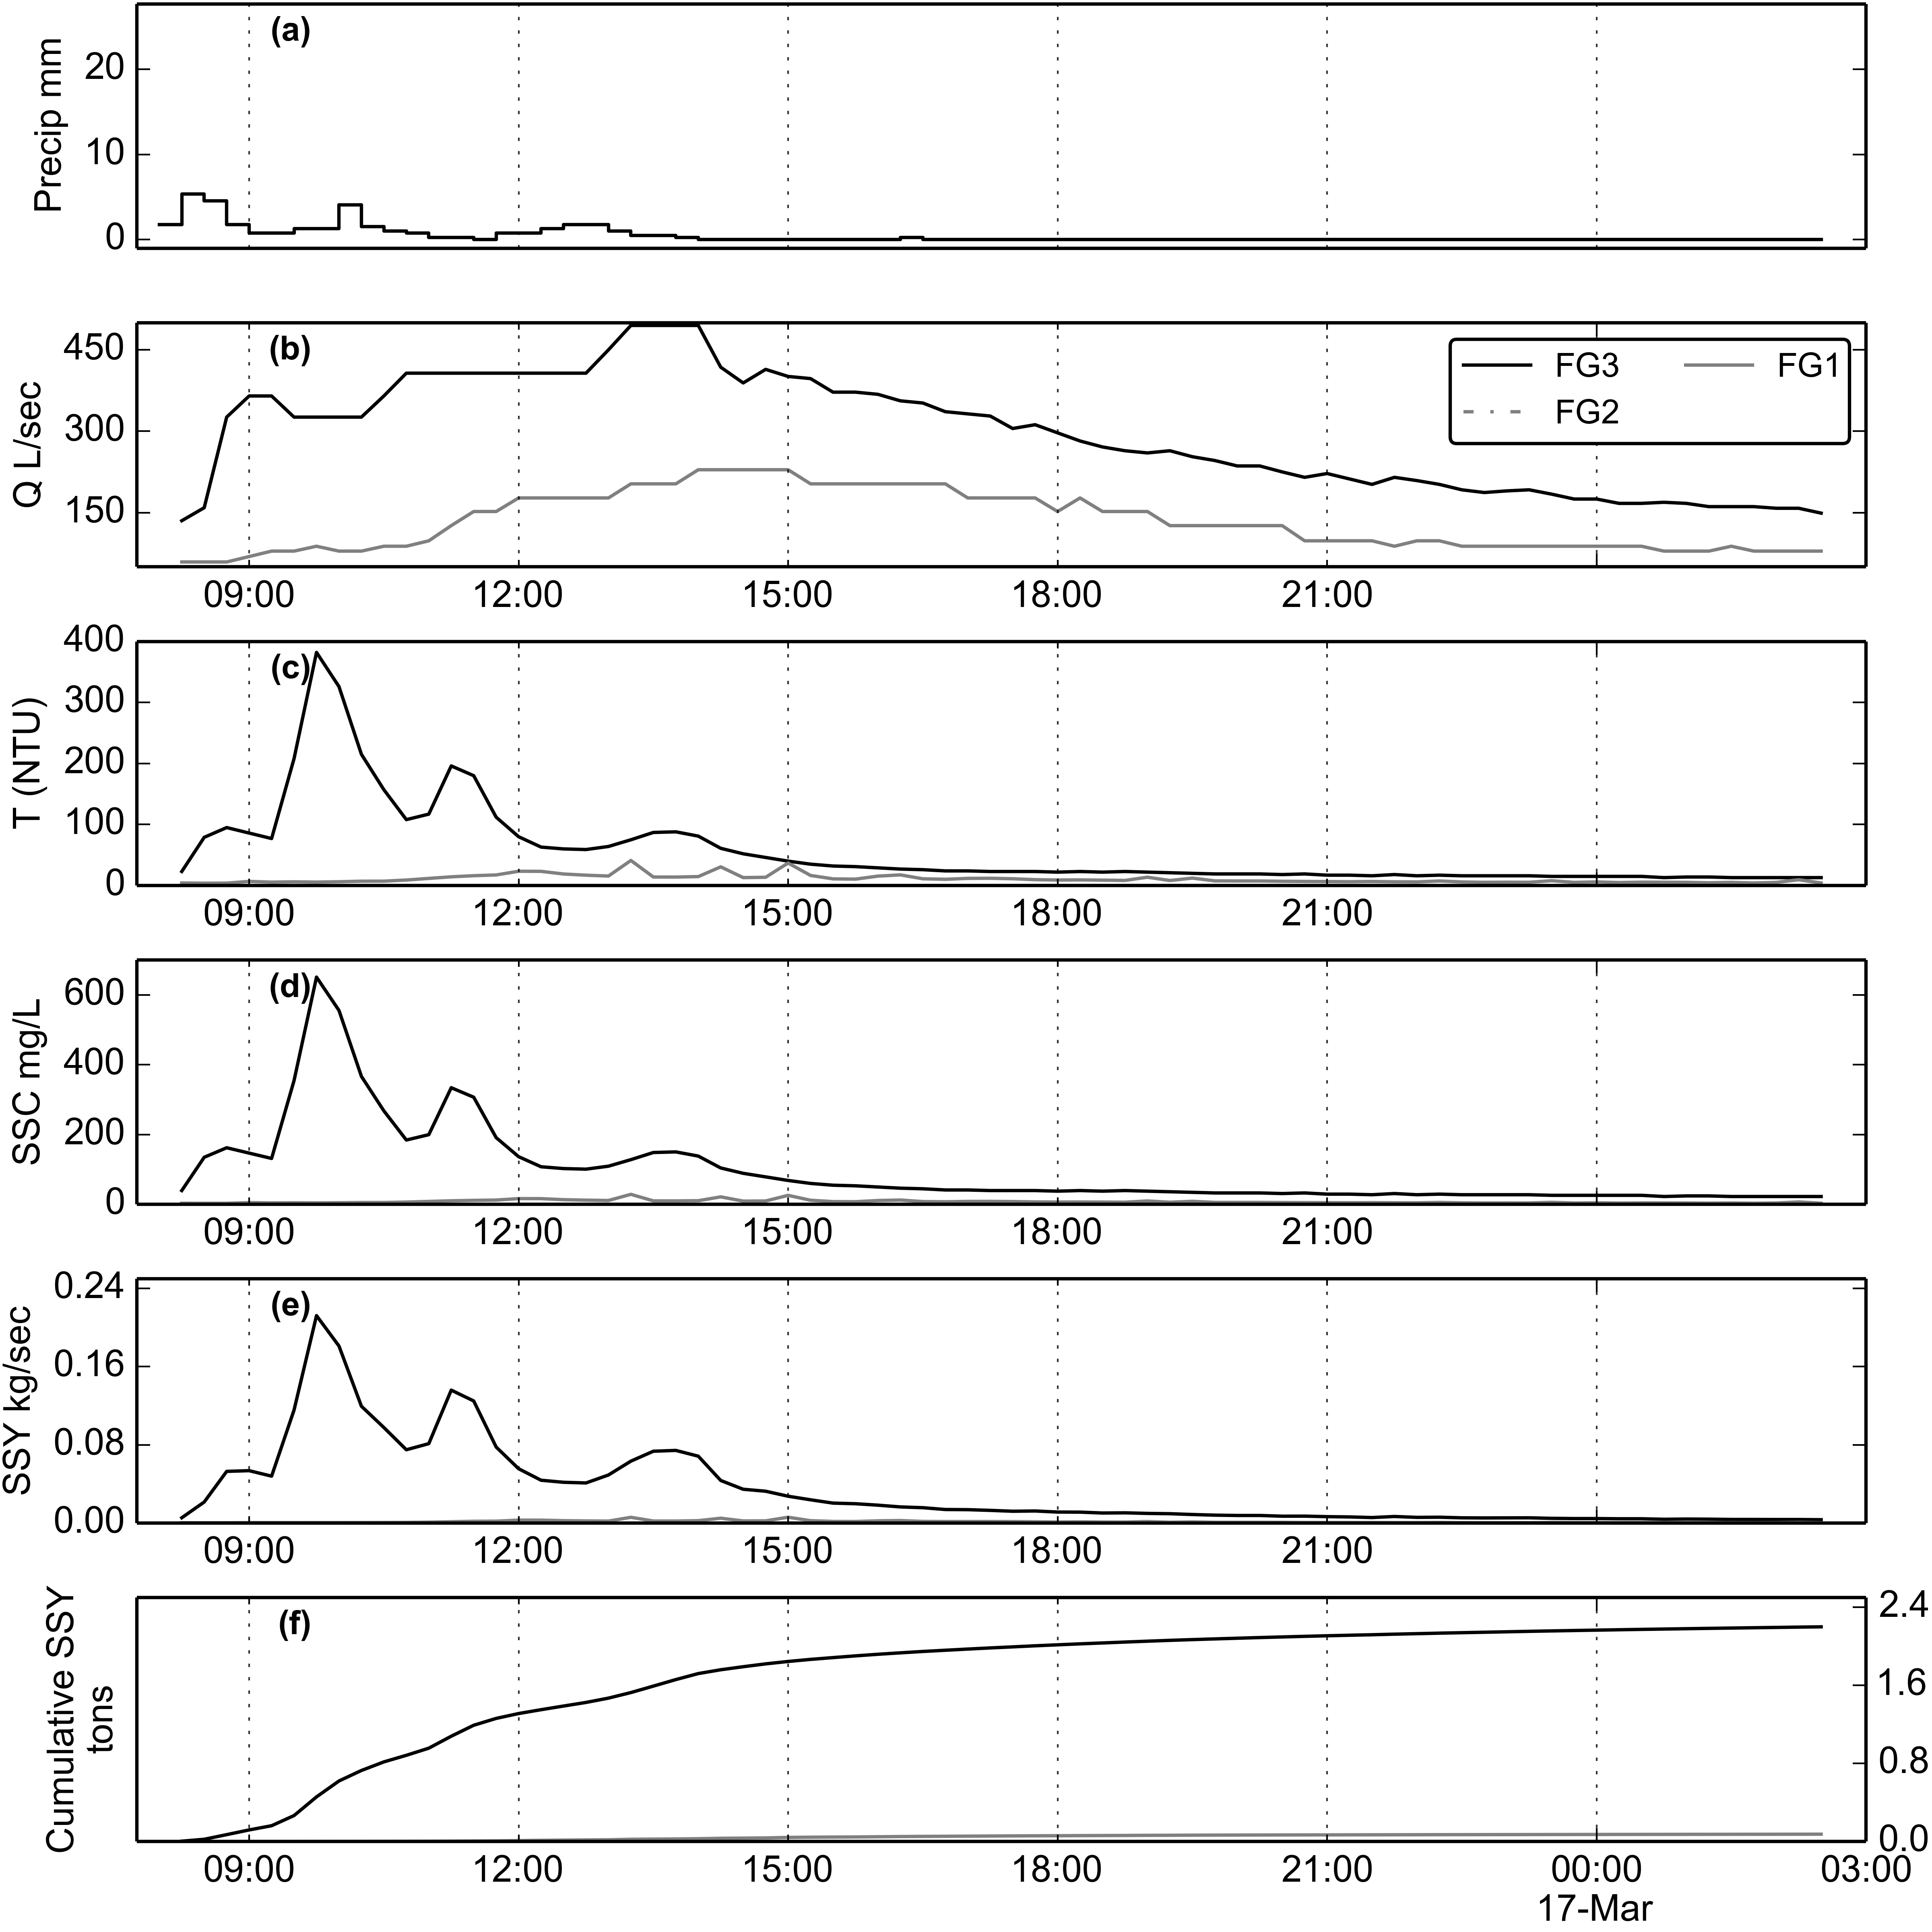 (a)
Precip mm
20
10
0
(b)
Q L/sec
450
300
150
FG3 FG1
FG2
09:00 12:00 15:00 18:00 21:00
(c)
T (NTU)
400
300
200
100
0
09:00 12:00 15:00 18:00 21:00
(d)
SSC mg/L
600
400
200
0
09:00 12:00 15:00 18:00 21:00
(e)
SSY kg/sec
0.24
0.16
0.08
0.00
09:00 12:00 15:00 18:00 21:00
(f)
Cumulative SSY
tons
2.4
1.6
0.8
0.0
09:00 12:00 15:00 18:00 21:00 00:00 03:00
17-Mar